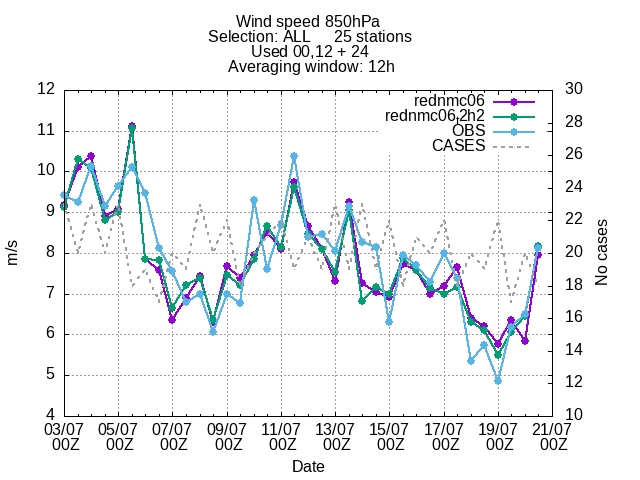 Wind speed 850hPa
Selection: ALL 25 stations
Used 00,12 + 24
Averaging window: 12h
rednmc06
rednmc06,2h2
OBS
CASES
12 30
11 28
10 26
9 24
8 22
7 20
6 18
5 16
4 14
12
10
m/s
No cases
03/07 05/07 07/07 09/07 11/07 13/07 15/07 17/07 19/07 21/07
00Z 00Z 00Z 00Z 00Z 00Z 00Z 00Z 00Z 00Z
Date